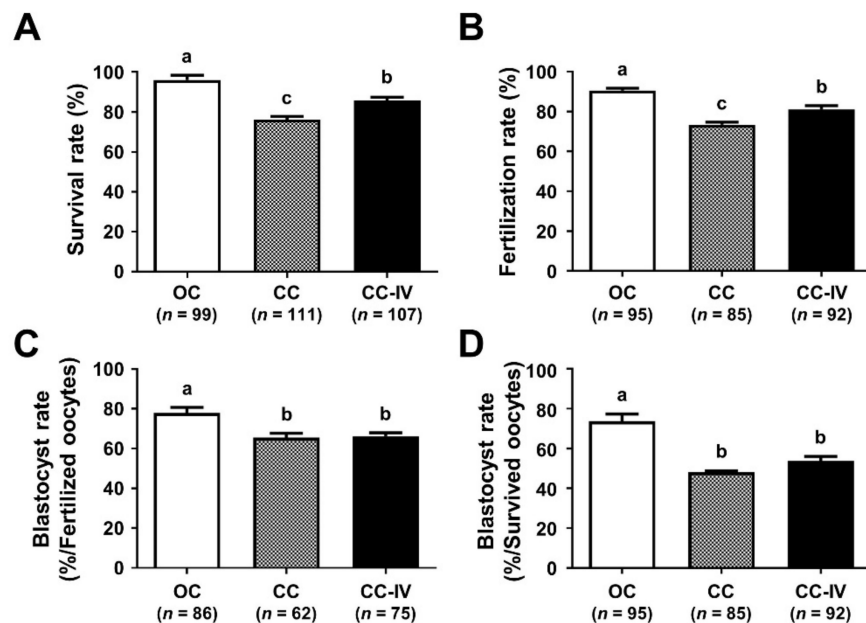 A
Survival rate (%)
100
80
60
40
20
0
a
c
b
OC
CC
CC-IV
(n = 99)
(n = 111)
(n = 107)
B
Fertilization rate (%)
100
80
60
40
20
0
a
c
b
OC
CC
CC-IV
(n = 95)
(n = 85)
(n = 92)
C
Blastocyst rate
(%/Fertilized oocytes)
100
80
60
40
20
0
a
b
b
OC
CC
CC-IV
(n = 86)
(n = 62)
(n = 75)
D
Blastocyst rate
(%/Survived oocytes)
100
80
60
40
20
0
a
b
b
OC
CC
CC-IV
(n = 95)
(n = 85)
(n = 92)